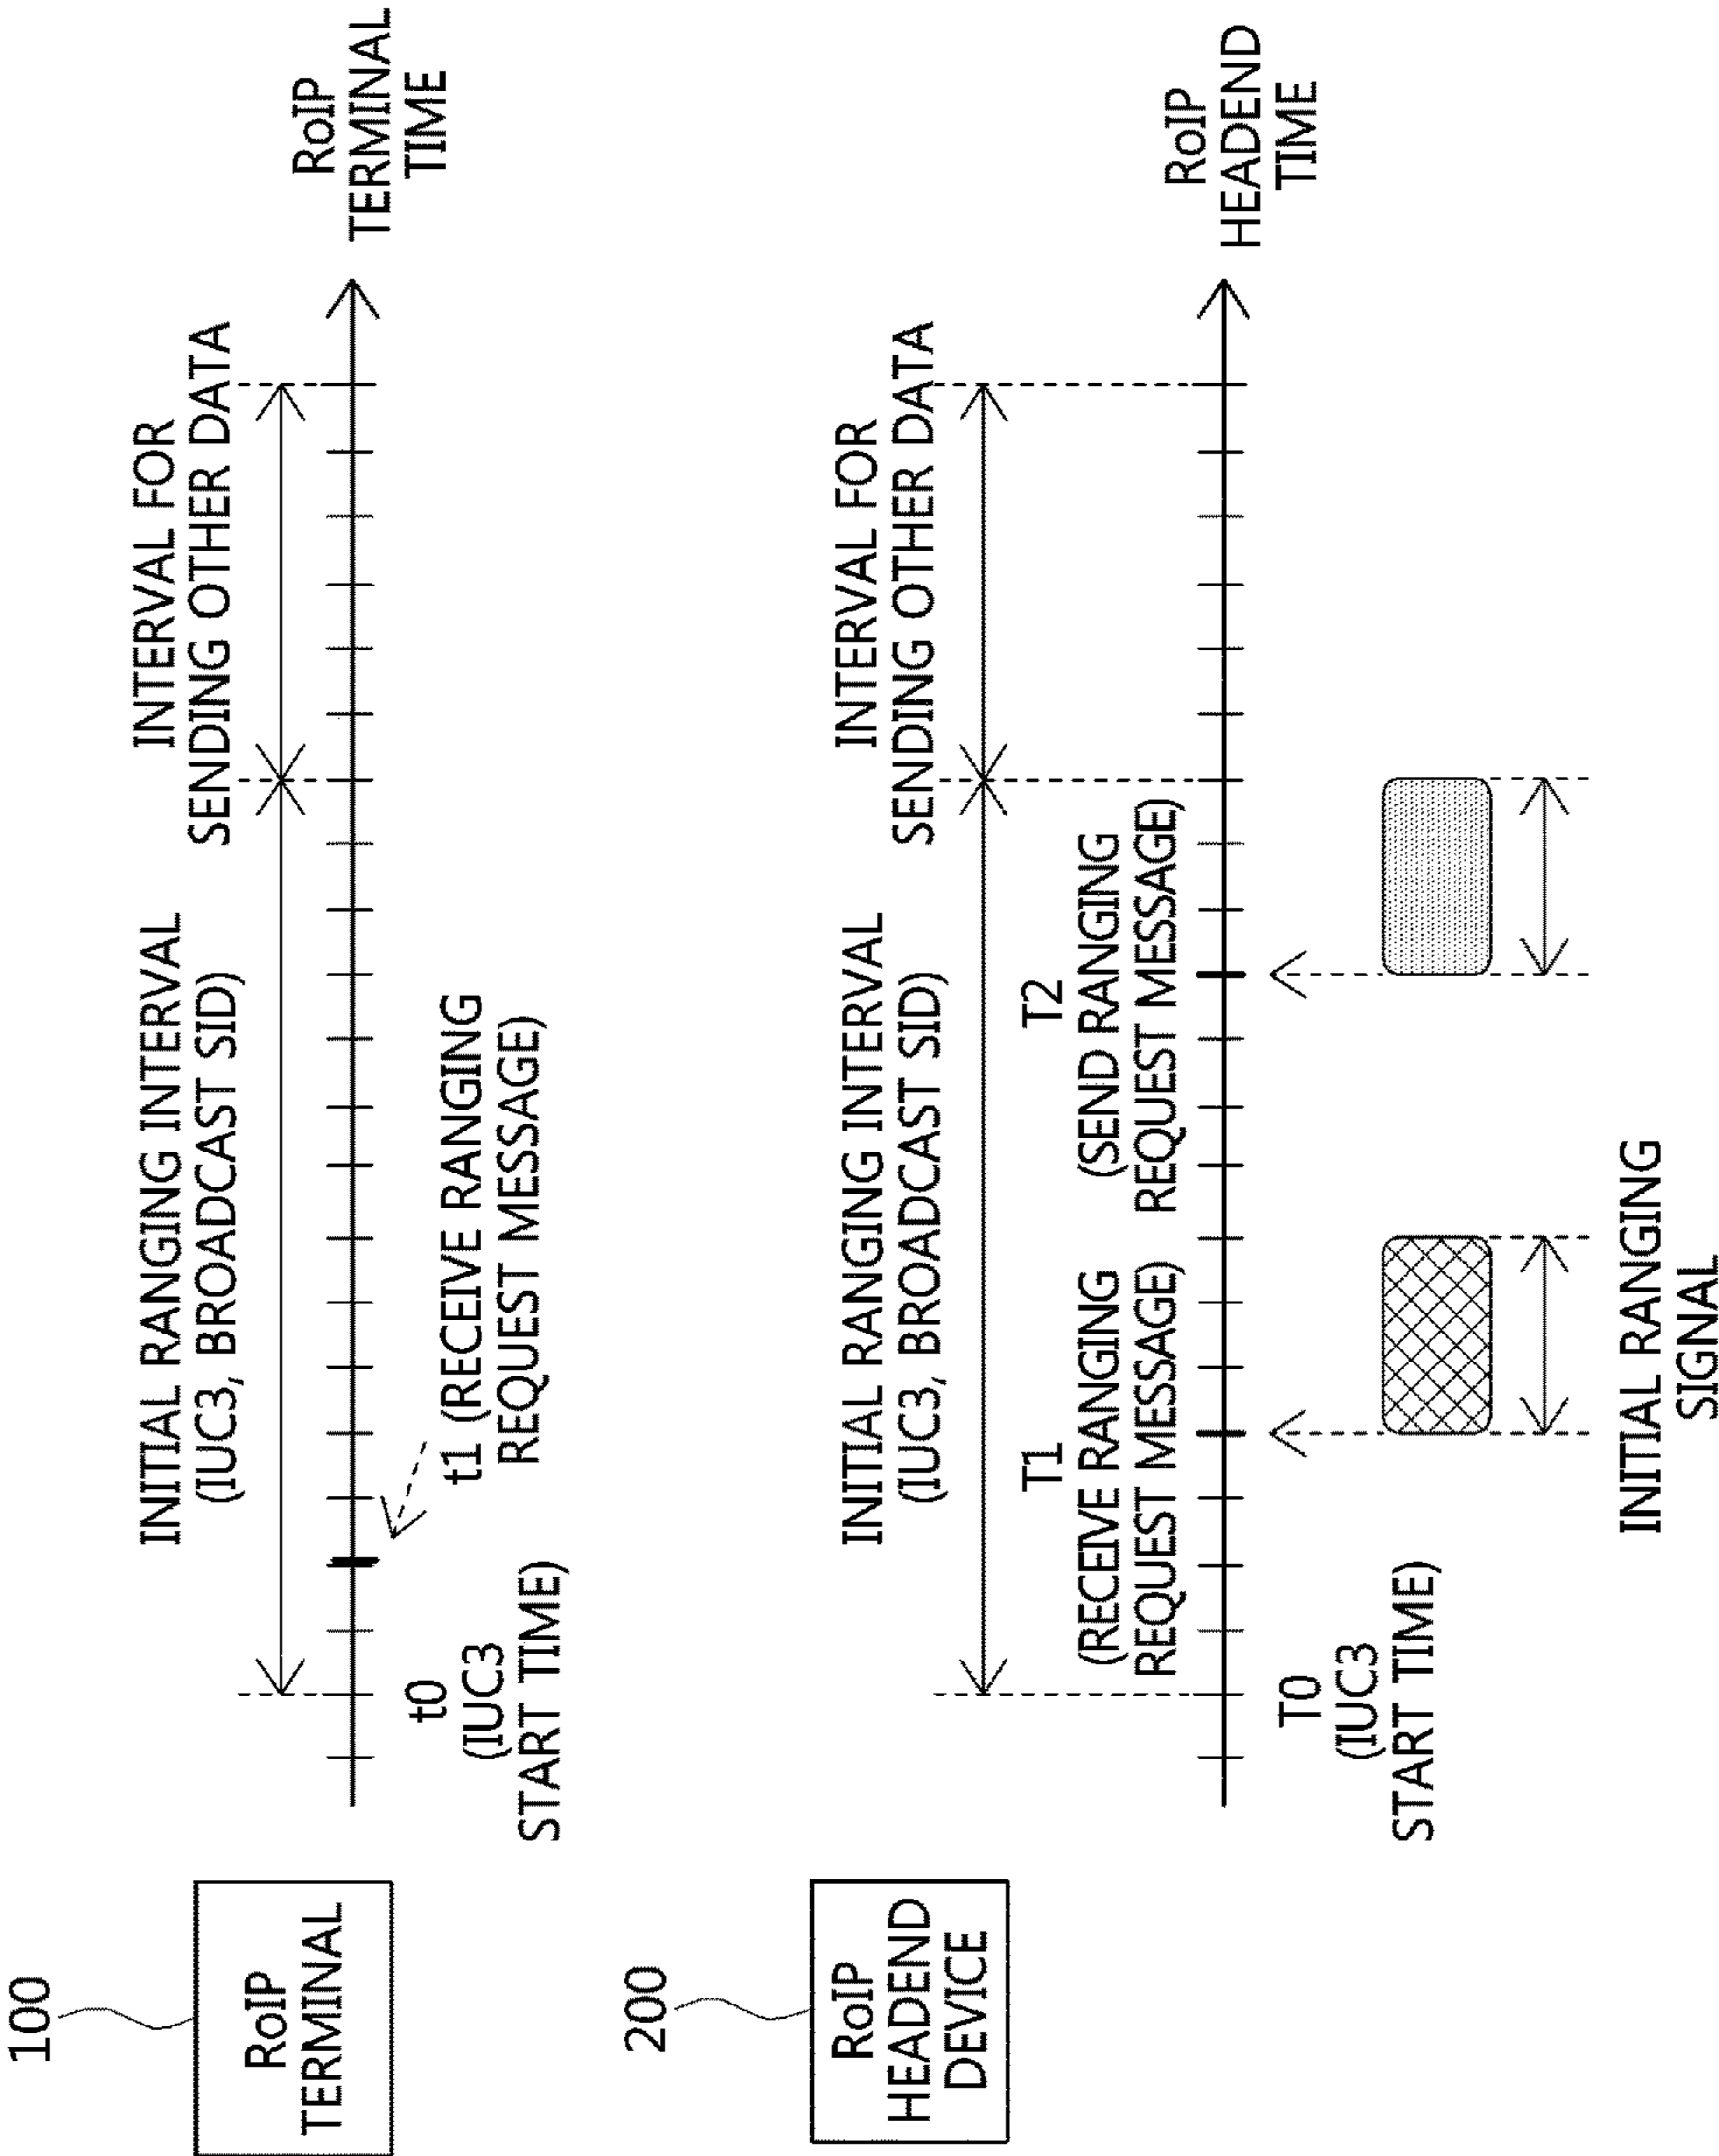 100
RoIP
TERMINAL
INITIAL RANGING INTERVAL
(IUC3, BROADCAST SID)
INTERVAL FOR
SENDING OTHER DATA
RoIP
TERMINAL
TIME
t0
(IUC3
START TIME)
t1 (RECEIVE RANGING
REQUEST MESSAGE)
200
RoIP
HEADEND
DEVICE
INITIAL RANGING INTERVAL
(IUC3, BROADCAST SID)
INTERVAL FOR
SENDING OTHER DATA
T1
(RECEIVE RANGING
REQUEST MESSAGE)
T2
(SEND RANGING
REQUEST MESSAGE)
RoIP
HEADEND
TIME
T0
(IUC3
START TIME)
INITIAL RANGING
SIGNAL